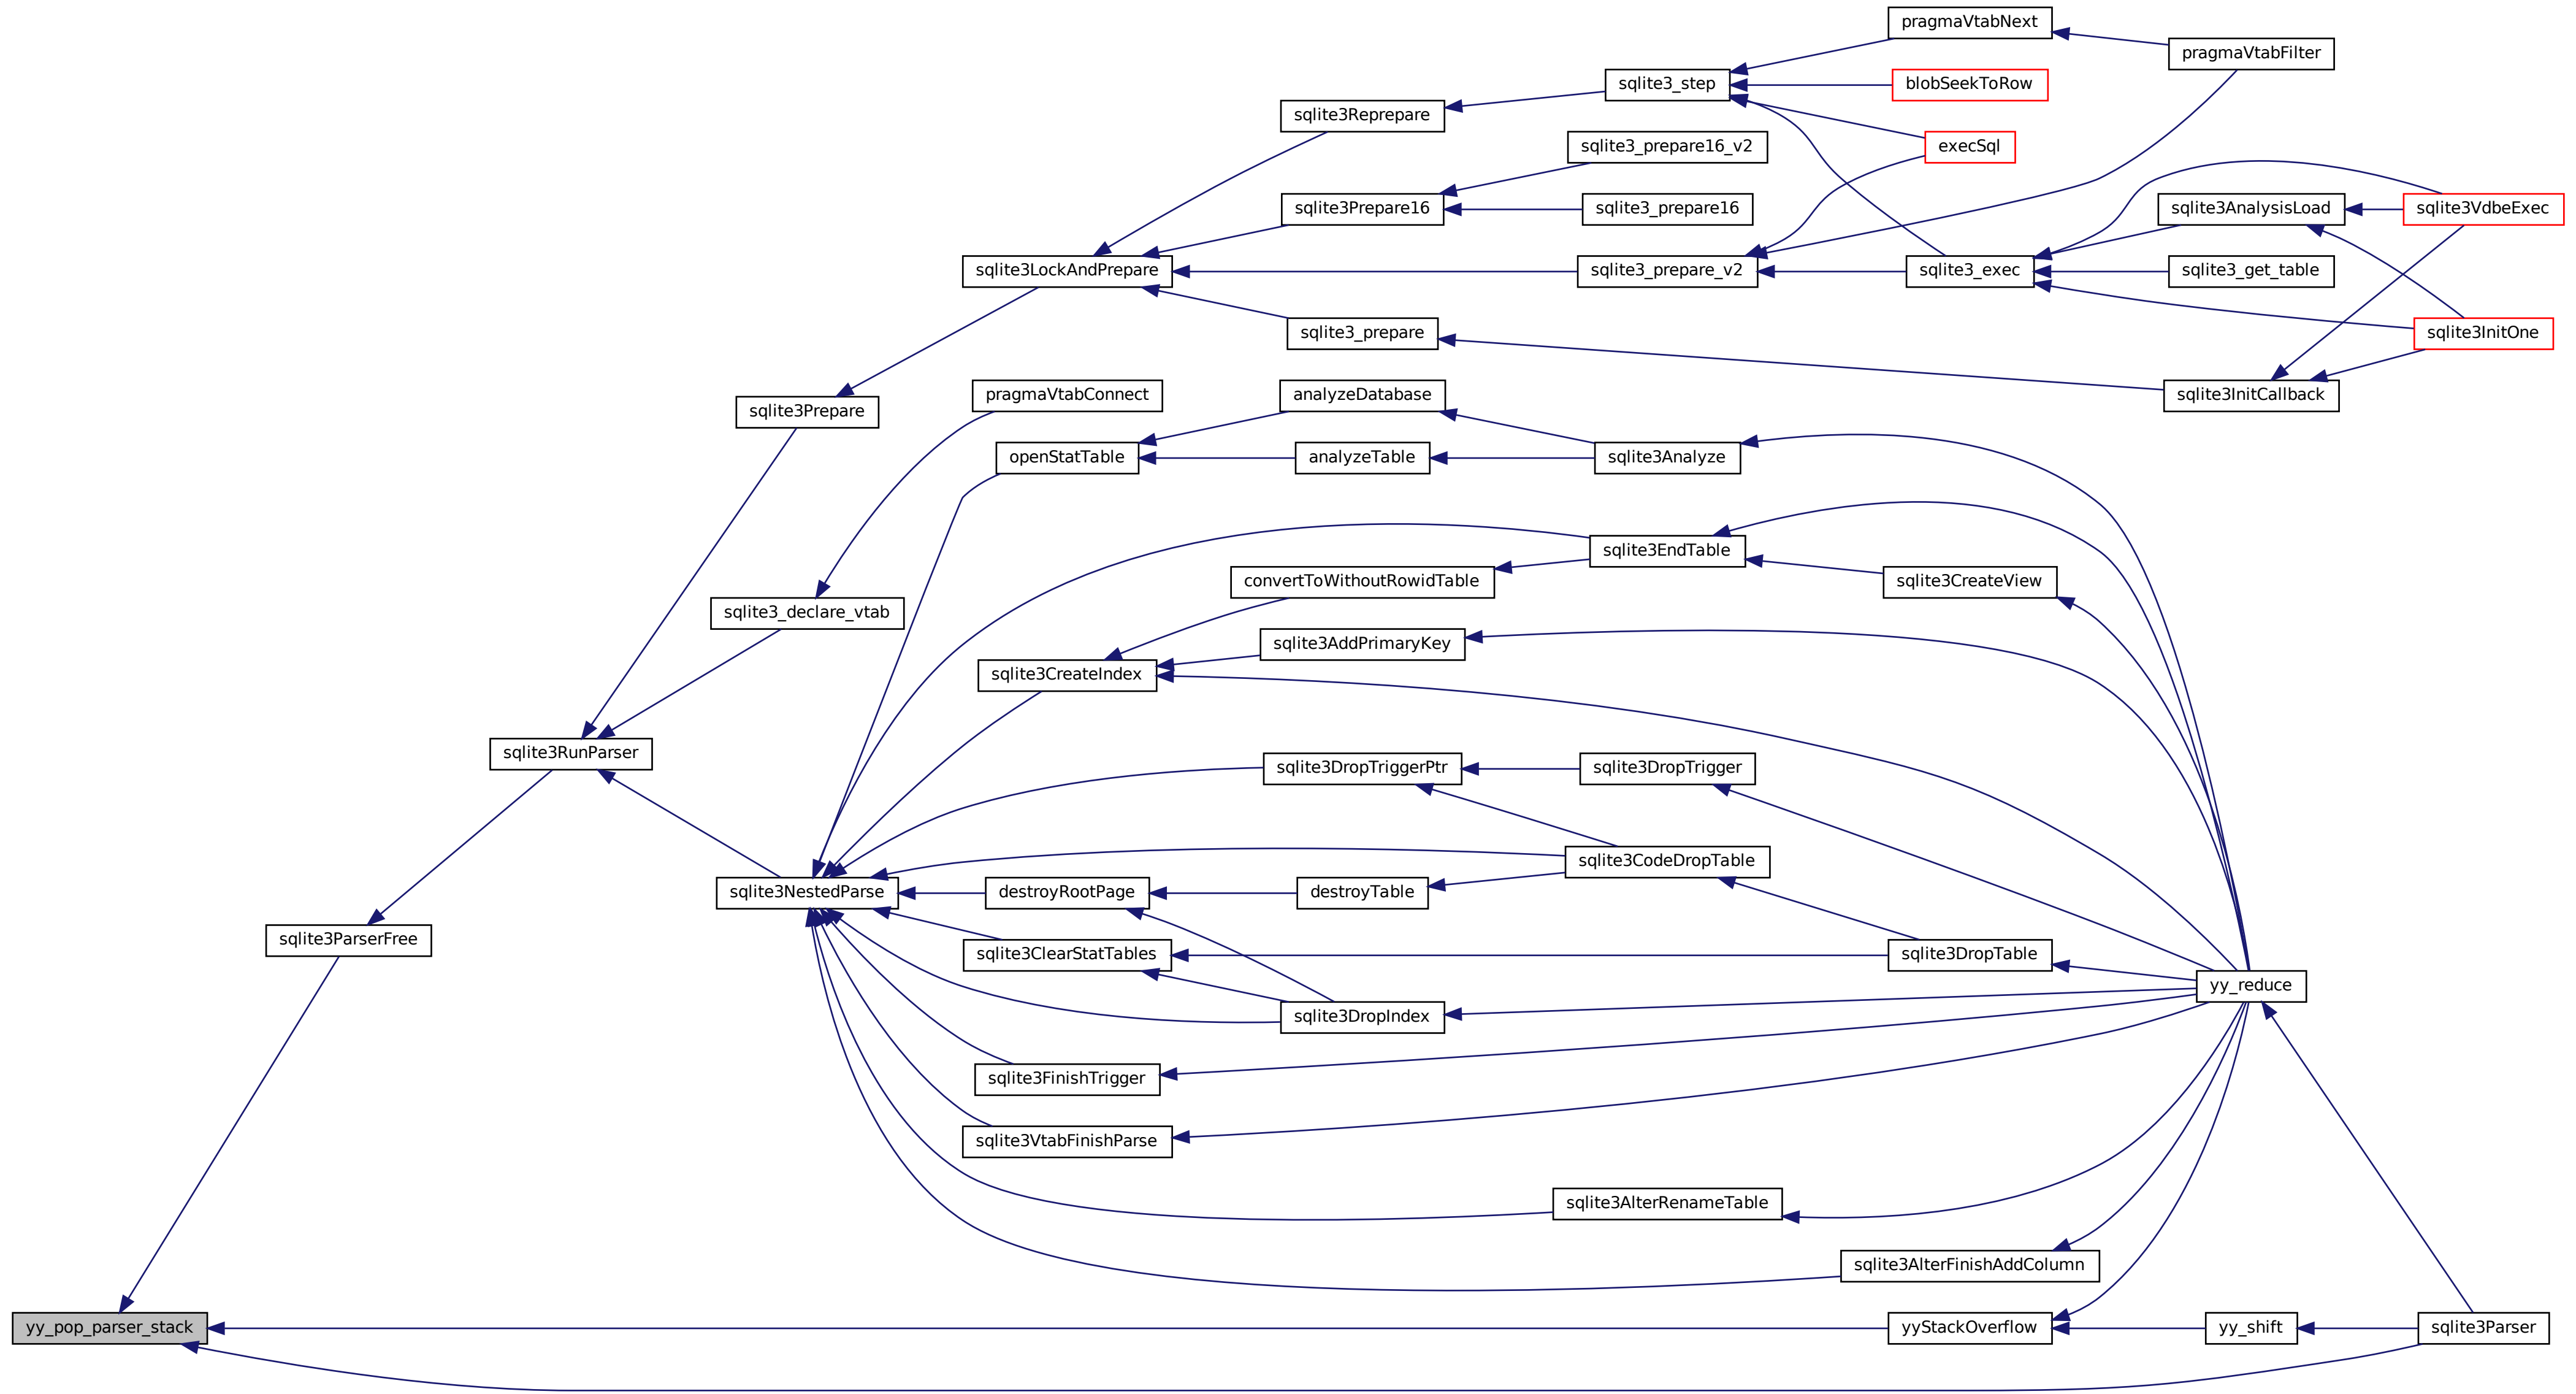 pragmaVtabNext
pragmaVtabFilter
sqlite3_step
blobSeekToRow
sqlite3Reprepare
sqlite3_prepare16_v2
execSql
sqlite3Prepare16
sqlite3_prepare16
sqlite3AnalysisLoad
sqlite3VdbeExec
sqlite3LockAndPrepare
sqlite3_prepare_v2
sqlite3_exec
sqlite3_get_table
sqlite3_prepare
sqlite3InitOne
sqlite3Prepare
pragmaVtabConnect
analyzeDatabase
sqlite3InitCallback
openStatTable
analyzeTable
sqlite3Analyze
sqlite3EndTable
convertToWithoutRowidTable
sqlite3CreateView
sqlite3_declare_vtab
sqlite3AddPrimaryKey
sqlite3CreateIndex
sqlite3RunParser
sqlite3DropTriggerPtr
sqlite3DropTrigger
sqlite3CodeDropTable
sqlite3NestedParse
destroyRootPage
destroyTable
sqlite3ParserFree
sqlite3ClearStatTables
sqlite3DropTable
yy_reduce
sqlite3DropIndex
sqlite3FinishTrigger
sqlite3VtabFinishParse
sqlite3AlterRenameTable
sqlite3AlterFinishAddColumn
yy_pop_parser_stack
yyStackOverflow
yy_shift
sqlite3Parser